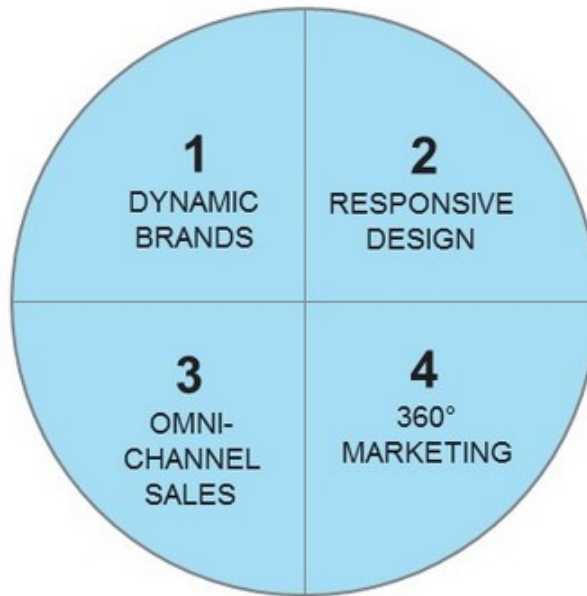 1
DYNAMIC
BRANDS
2
RESPONSIVE
DESIGN
3
OMNI-
CHANNEL
SALES
4
360°
MARKETING